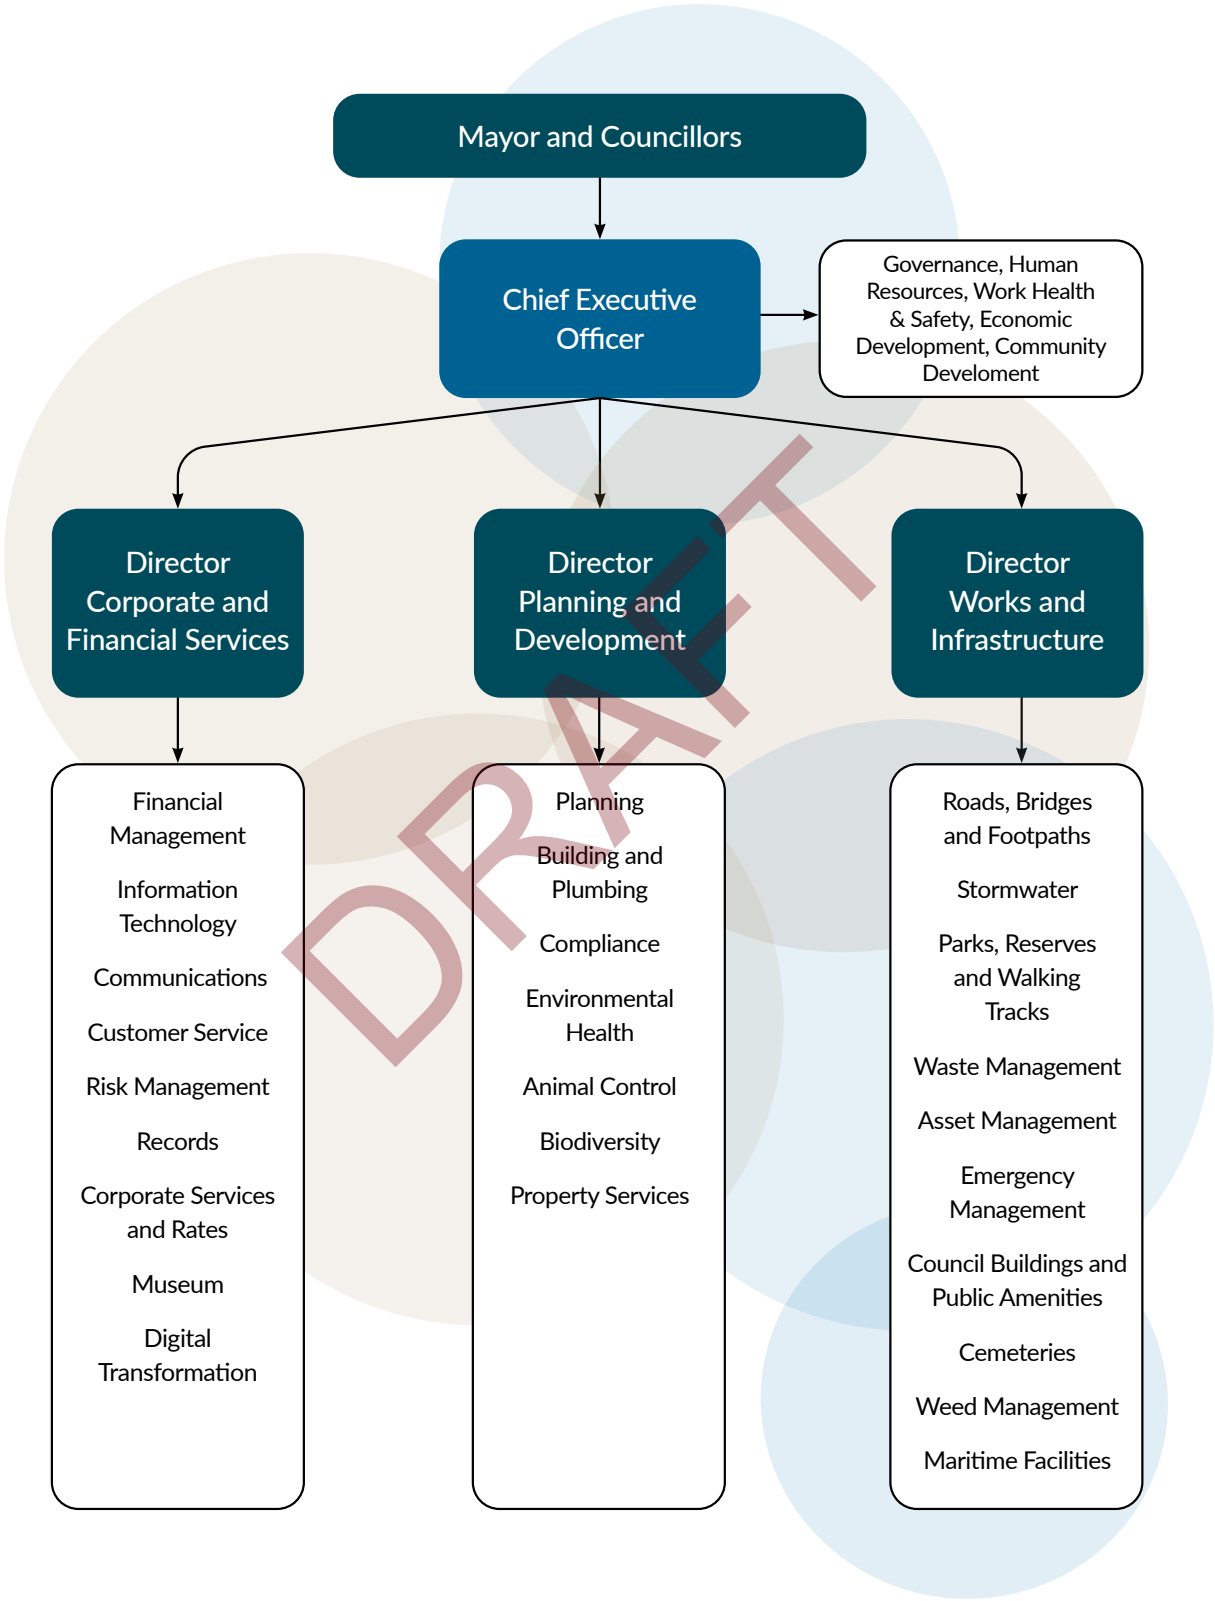 Mayor and Councillors
Chief Executive
Officer
Governance, Human
Resources, Work Health
& Safety, Economic
Development, Community
Develoment
Director
Corporate and
Financial Services
Director
Planning and
Development
Director
Works and
Infrastructure
Financial
Management
Information
Technology
Communications
Customer Service
Risk Management
Records
Corporate Services
and Rates
Museum
Digital
Transformation
Planning
Building and
Plumbing
Compliance
Environmental
Health
Animal Control
Biodiversity
Property Services
Roads, Bridges
and Footpaths
Stormwater
Parks, Reserves
and Walking
Tracks
Waste Management
Asset Management
Emergency
Management
Council Buildings and
Public Amenities
Cemeteries
Weed Management
Maritime Facilities
DRAFT